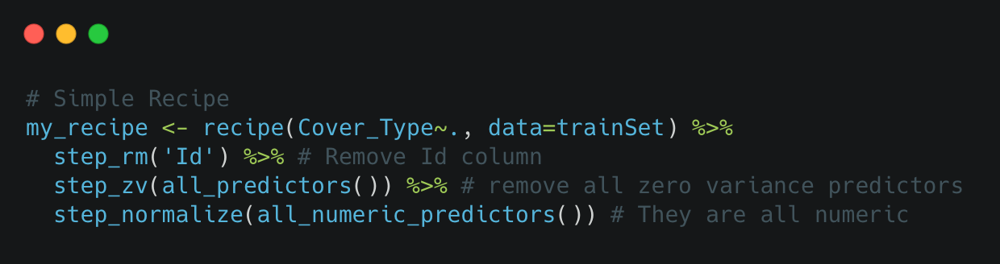 # Simple Recipe
my_recipe <- recipe(Cover_Type~., data=trainSet) %>%
  step_rm('Id') %>% # Remove Id column
  step_zv(all_predictors()) %>% # remove all zero variance predictors
  step_normalize(all_numeric_predictors()) # They are all numeric